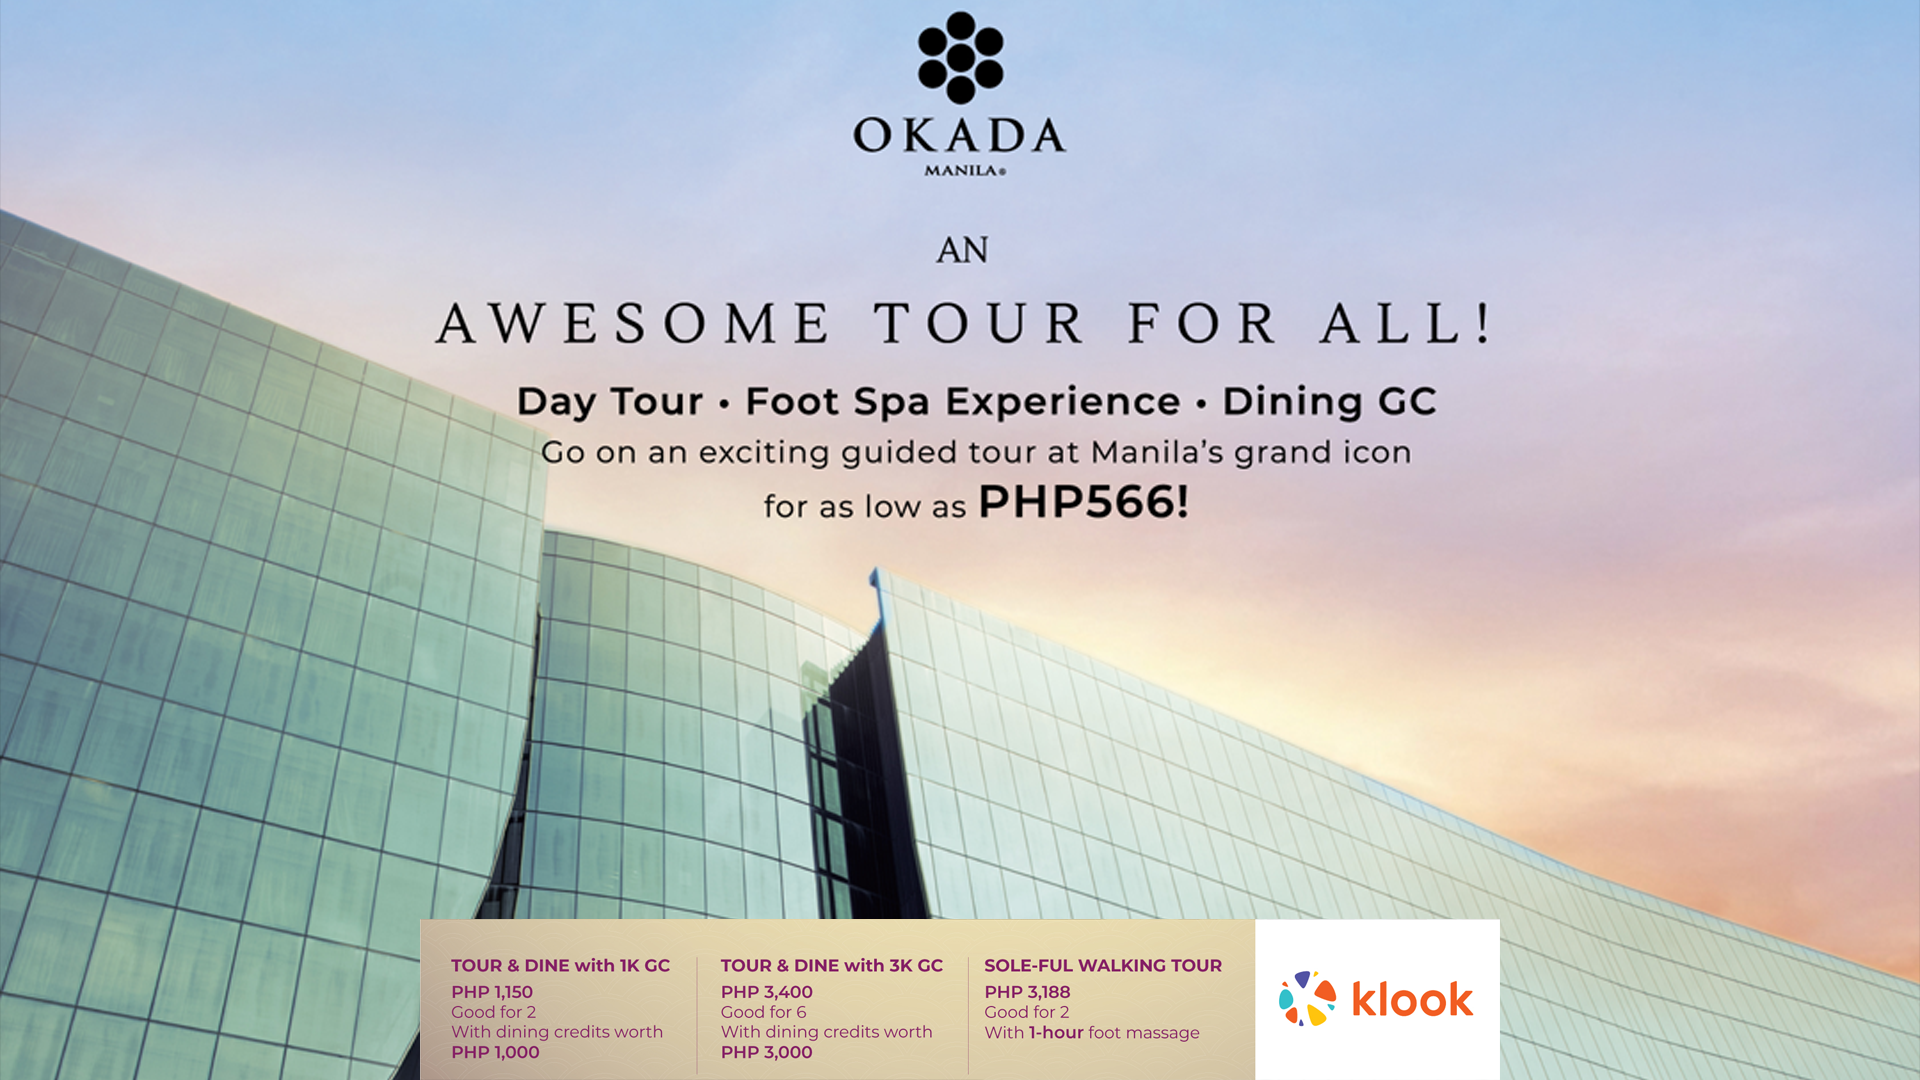 OKADA
MANILA®
AN
AWESOME TOUR FOR ALL!
Day Tour • Foot Spa Experience • Dining GC
Go on an exciting guided tour at Manila’s grand icon
for as low as PHP566!
TOUR & DINE with 1K GC
PHP 1,150
Good for 2
With dining credits worth
PHP 1,000
TOUR & DINE with 3K GC
PHP 3,400
Good for 6
With dining credits worth
PHP 3,000
SOLE-FUL WALKING TOUR
PHP 3,188
Good for 2
With 1-hour foot massage
klook